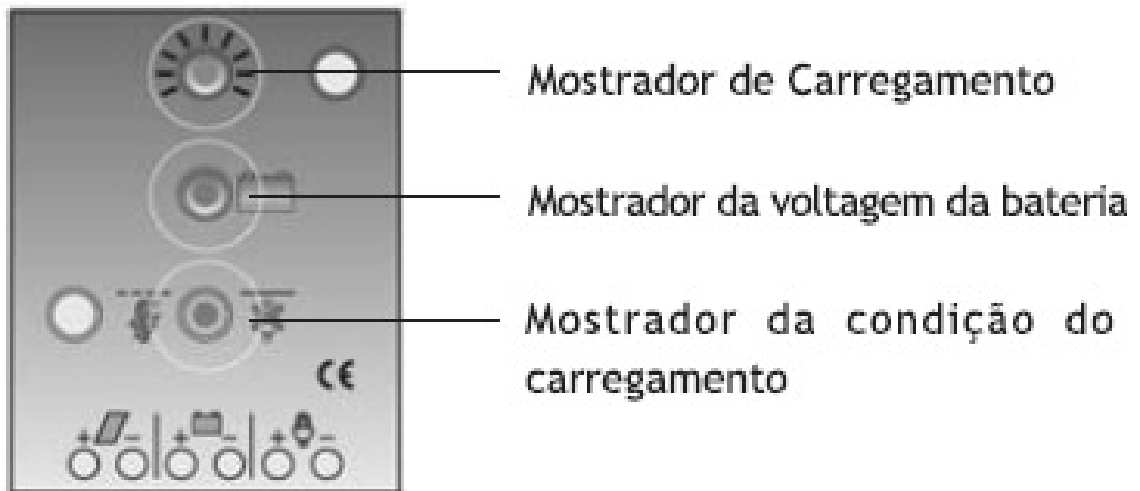 Mostrador de Carregamento
Mostrador da voltagem da bateria
Mostrador da condição do
carregamento
CE
+ - + - + -